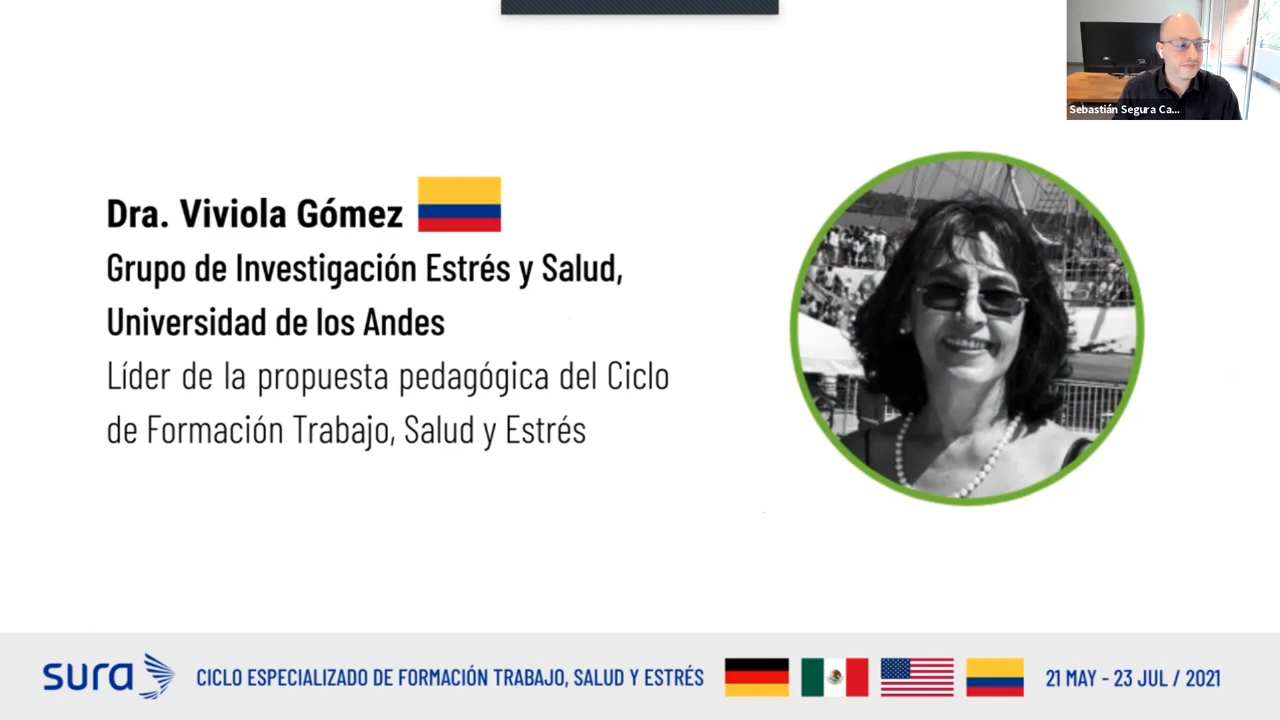 Sebastián Segura Ca...
Dra. Viviola Gómez
Grupo de Investigación Estrés y Salud,
Universidad de los Andes
Líder de la propuesta pedagógica del Ciclo
de Formación Trabajo, Salud y Estrés
sura
CICLO ESPECIALIZADO DE FORMACIÓN TRABAJO, SALUD Y ESTRÉS
21 MAY - 23 JUL / 2021